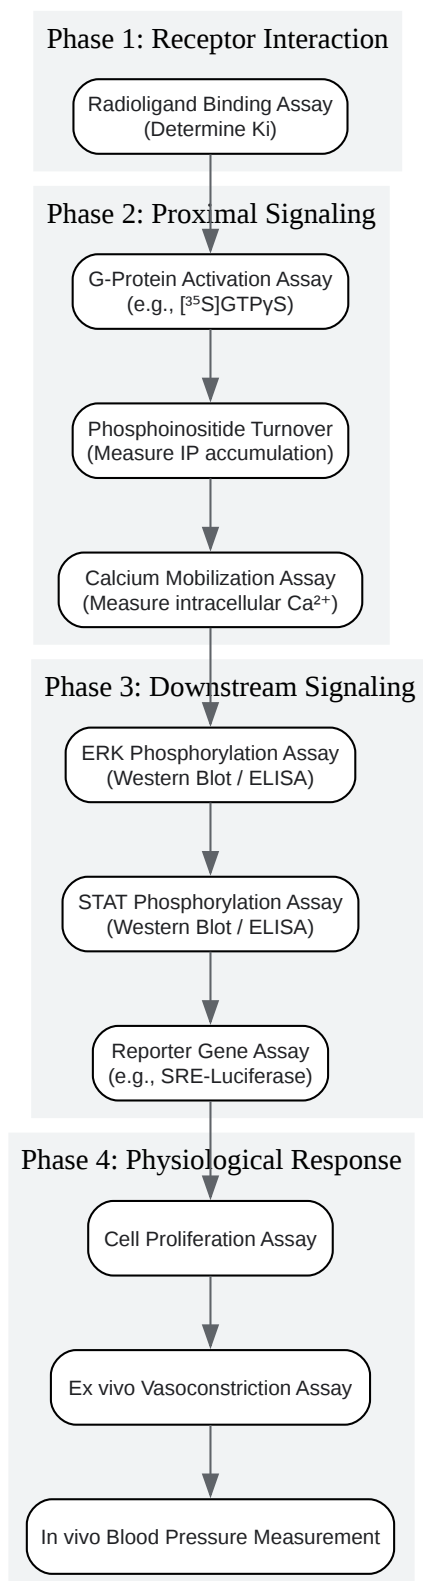 Phase 1: Receptor Interaction
Radioligand Binding Assay
(Determine Ki)
Phase 2: Proximal Signaling
G-Protein Activation Assay
(e.g., [³⁵S]GTPγS)
Phosphoinositide Turnover
(Measure IP accumulation)
Calcium Mobilization Assay
(Measure intracellular Ca²⁺)
Phase 3: Downstream Signaling
ERK Phosphorylation Assay
(Western Blot / ELISA)
STAT Phosphorylation Assay
(Western Blot / ELISA)
Reporter Gene Assay
(e.g., SRE-Luciferase)
Phase 4: Physiological Response
Cell Proliferation Assay
Ex vivo Vasoconstriction Assay
In vivo Blood Pressure Measurement